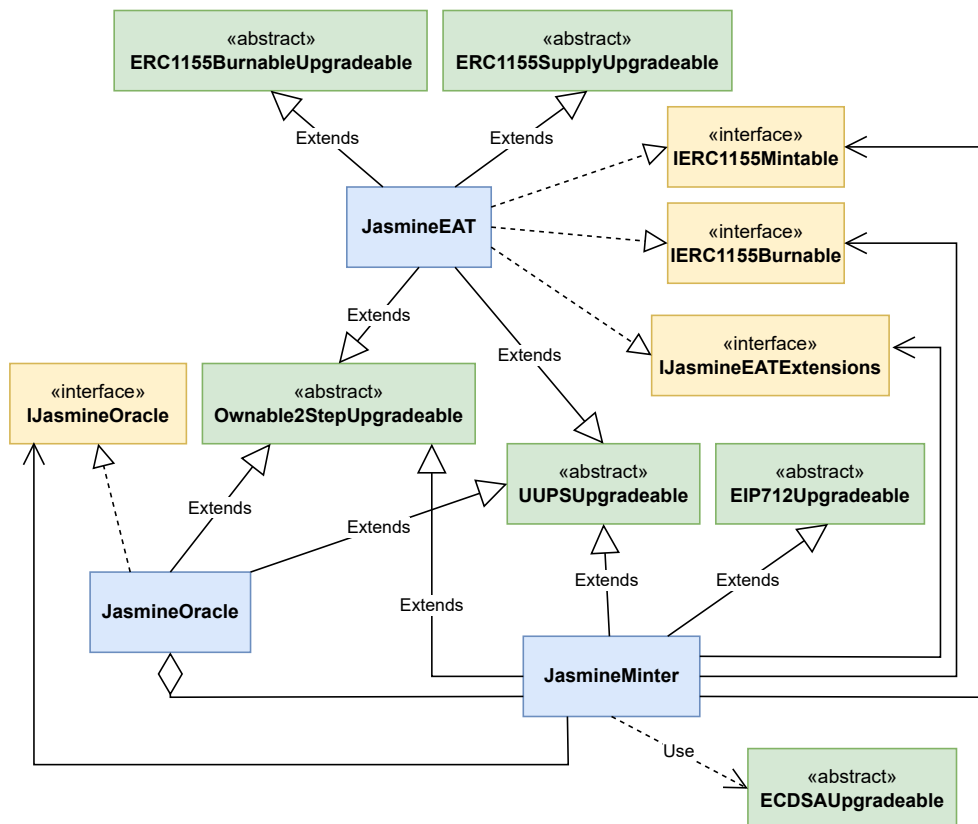 «abstract»
ERC1155BurnableUpgradeable
«abstract»
ERC1155SupplyUpgradeable
Extends
Extends
«interface»
IERC1155Mintable
JasmineEAT
«interface»
IERC1155Burnable
Extends
Extends
«interface»
IJasmineEATExtensions
«interface»
IJasmineOracle
«abstract»
Ownable2StepUpgradeable
«abstract»
UUPSUpgradeable
«abstract»
EIP712Upgradeable
Extends
Extends
Extends
Extends
Extends
JasmineOracle
JasmineMinter
Use
«abstract»
ECDSAUpgradeable